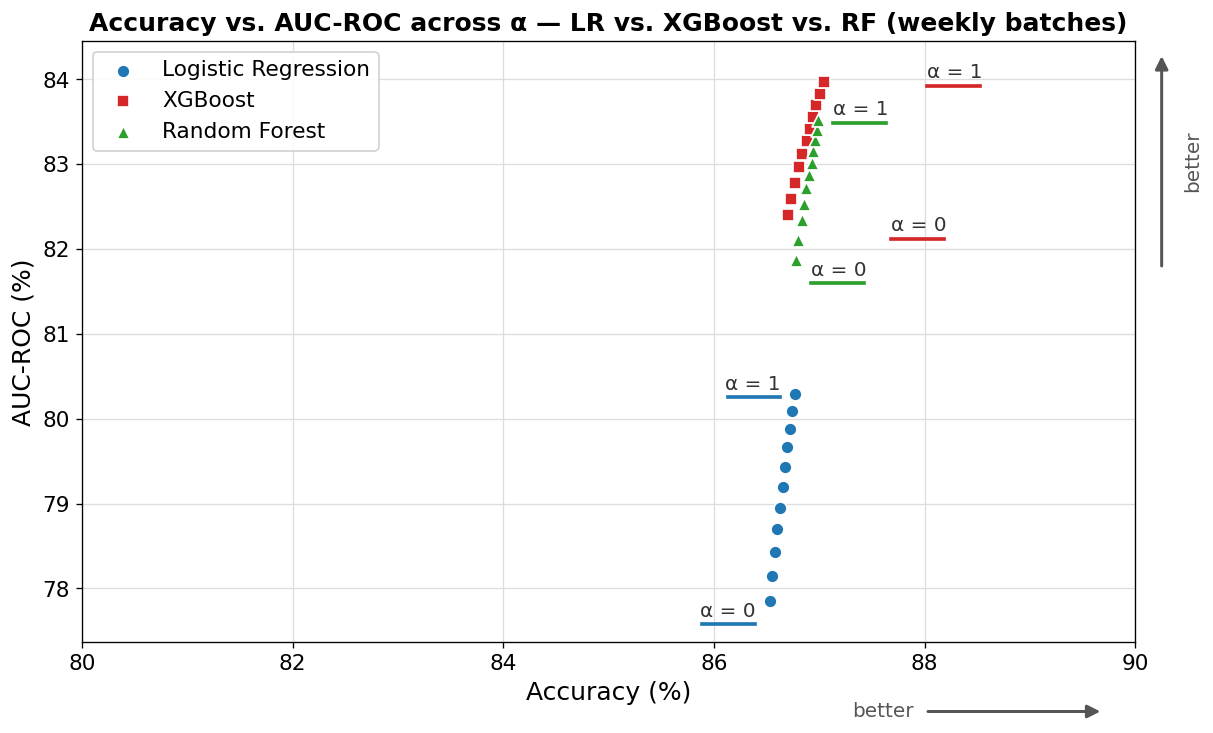 Accuracy vs. AUC-ROC across α — LR vs. XGBoost vs. RF (weekly batches)
Logistic Regression
XGBoost
Random Forest
α = 1
α = 1
α = 0
α = 0
α = 1
α = 0
better
84
83
82
81
80
79
78
AUC-ROC (%)
80 82 84 86 88 90
Accuracy (%)
better